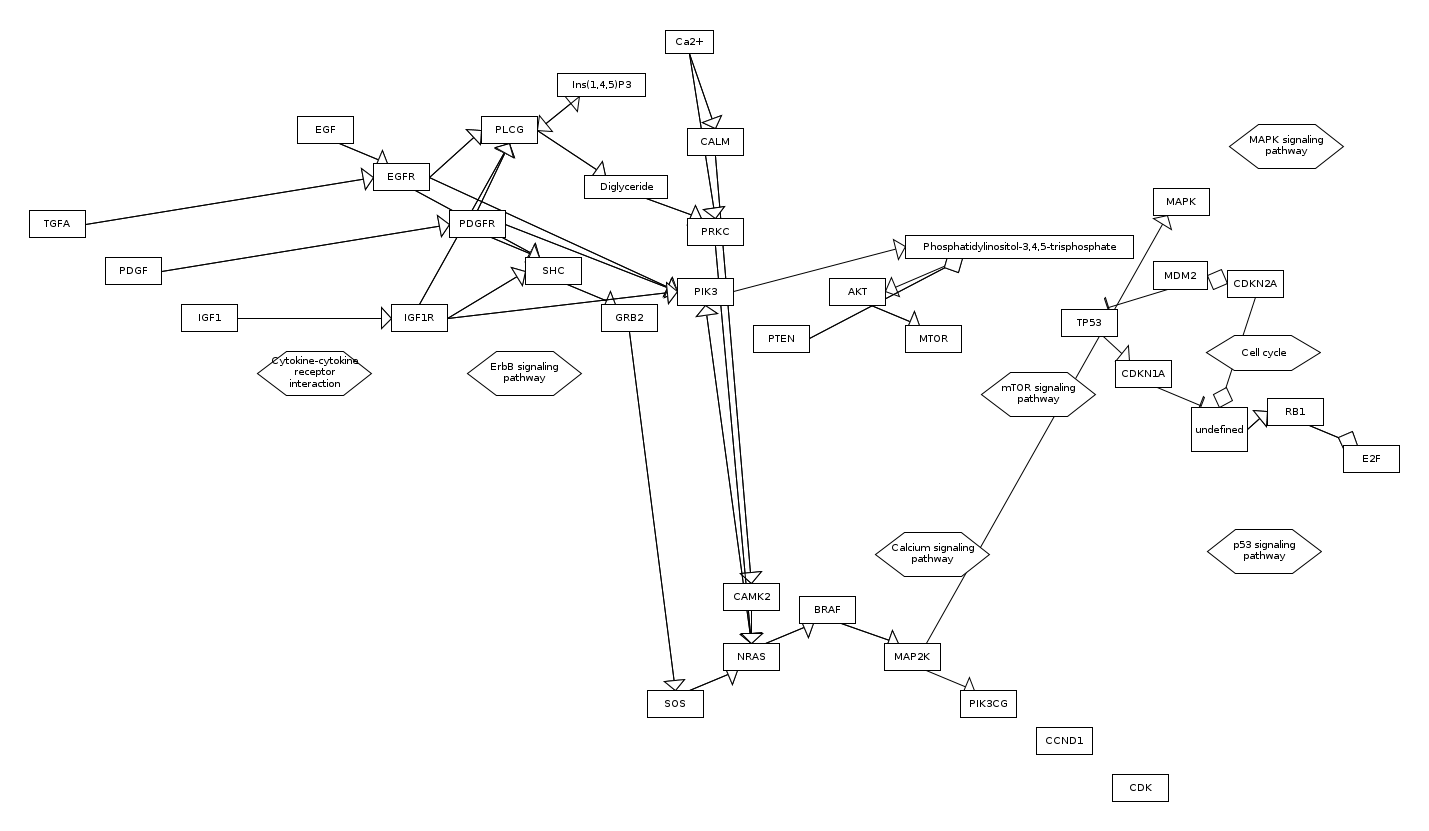 Ca2+
Ins(1,4,5)P3
EGF
PLCG
CALM
MAPK signaling
pathway
EGFR
Diglyceride
MAPK
TGFA
PDGFR
PRKC
Phosphatidylinositol-3,4,5-trisphosphate
PDGF
SHC
MDM2
CDKN2A
PIK3
AKT
IGF1
IGF1R
GRB2
TP53
PTEN
MTOR
Cell cycle
Cytokine-cytokine
receptor
interaction
ErbB signaling
pathway
CDKN1A
mTOR signaling
pathway
RB1
undefined
E2F
Calcium signaling
pathway
p53 signaling
pathway
CAMK2
BRAF
NRAS
MAP2K
SOS
PIK3CG
CCND1
CDK